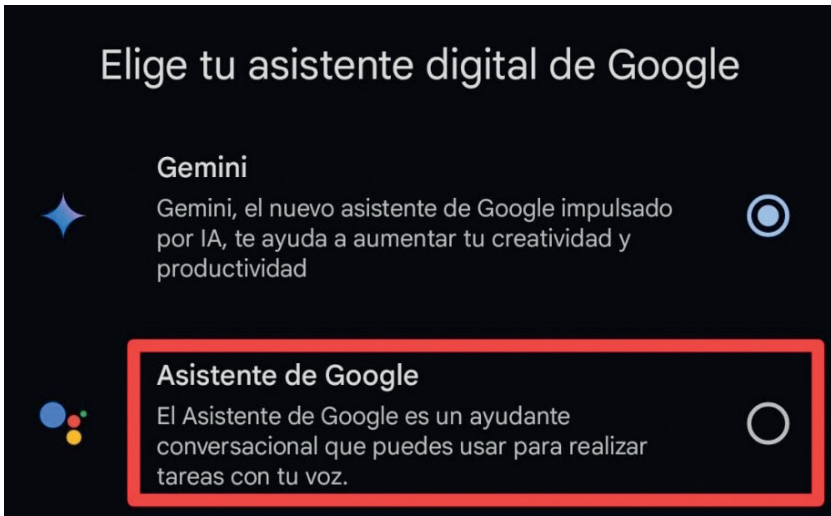 Elige tu asistente digital de Google
Gemini
Gemini, el nuevo asistente de Google impulsado
por IA, te ayuda a aumentar tu creatividad y
productividad
Asistente de Google
El Asistente de Google es un ayudante
conversacional que puedes usar para realizar
tareas con tu voz.